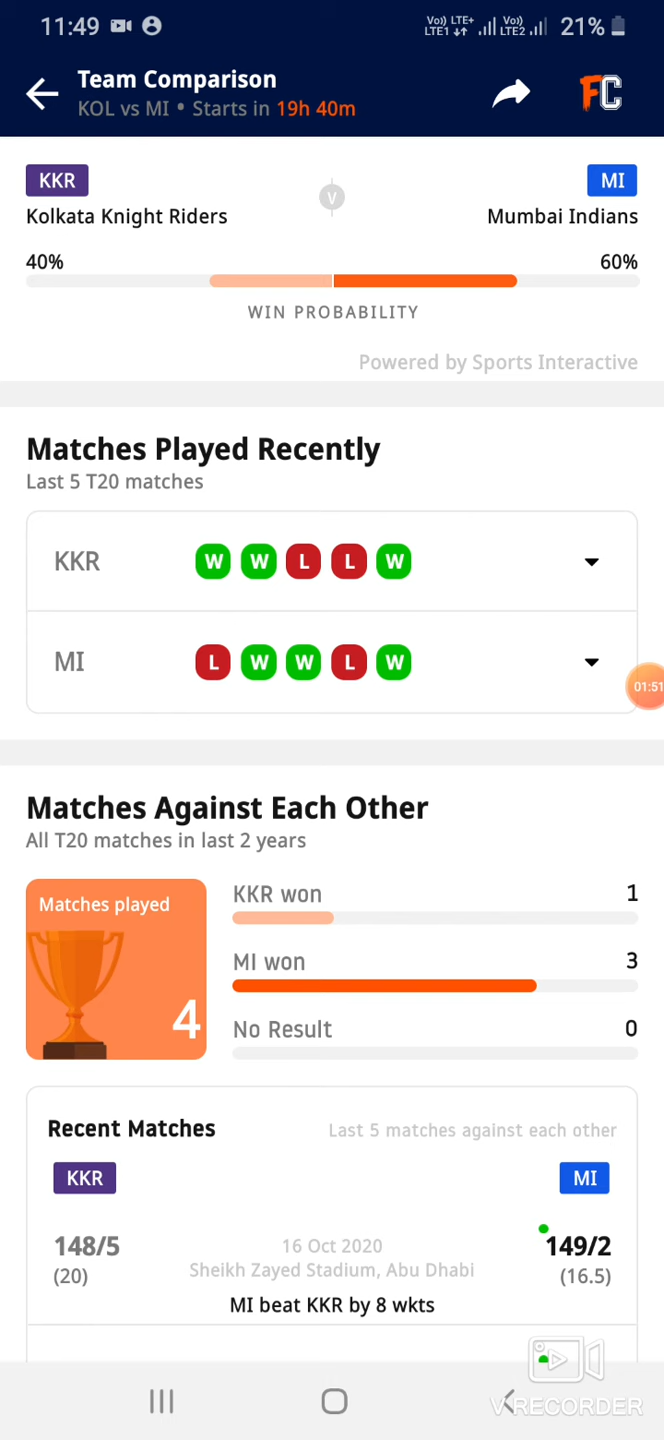 11:49
Vo) LTE+ LTE1 Vo) LTE2 21%
Team Comparison
KOL vs MI • Starts in 19h 40m
FC
KKR
V
MI
Kolkata Knight Riders
Mumbai Indians
40%
60%
WIN PROBABILITY
Powered by Sports Interactive
Matches Played Recently
Last 5 T20 matches
KKR W W L L W
MI L W W L W
01:51
Matches Against Each Other
All T20 matches in last 2 years
Matches played
4
KKR won 1
MI won 3
No Result 0
Recent Matches
Last 5 matches against each other
KKR
MI
148/5
16 Oct 2020
149/2
(20)
Sheikh Zayed Stadium, Abu Dhabi
(16.5)
MI beat KKR by 8 wkts
V RECORDER